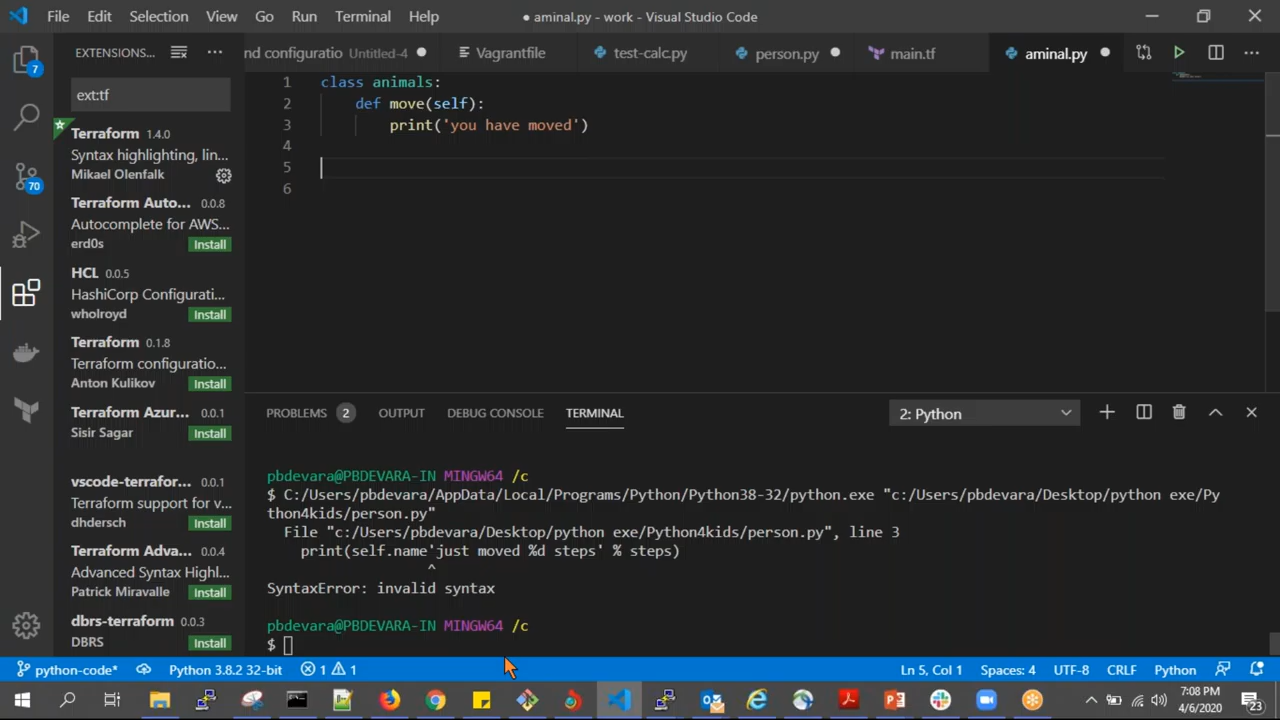 File Edit Selection View Go Run Terminal Help
● aminal.py - work - Visual Studio Code
7
70
EXTENSIONS...
ext:tf
Terraform 1.4.0
Syntax highlighting, lin...
Mikael Olenfalk
Terraform Auto... 0.0.8
Autocomplete for AWS...
erd0s Install
HCL 0.0.5
HashiCorp Configurati...
wholroyd Install
Terraform 0.1.8
Terraform configuratio...
Anton Kulikov Install
Terraform Azur... 0.0.1
Sisir Sagar Install
vscode-terrafor... 0.0.1
Terraform support for v...
dhdersch Install
Terraform Adva... 0.0.4
Advanced Syntax Highl...
Patrick Miravalle Install
dbrs-terraform 0.0.3
DBRS Install
nd configuratio Untitled-4 ● Vagrantfile test-calc.py person.py ● main.tf aminal.py ●
1 class animals:
2 def move(self):
3 print('you have moved')
4
5
6
PROBLEMS 2 OUTPUT DEBUG CONSOLE TERMINAL 2: Python
pbdevara@PBDEVARA-IN MINGW64 /c
$ C:/Users/pbdevara/AppData/Local/Programs/Python/Python38-32/python.exe "c:/Users/pbdevara/Desktop/python exe/Py
thon4kids/person.py"
File "c:/Users/pbdevara/Desktop/python exe/Python4kids/person.py", line 3
print(self.name'just moved %d steps' % steps)
^
SyntaxError: invalid syntax
pbdevara@PBDEVARA-IN MINGW64 /c
$
python-code* Python 3.8.2 32-bit 1 1 Ln 5, Col 1 Spaces: 4 UTF-8 CRLF Python
7:08 PM
4/6/2020
23